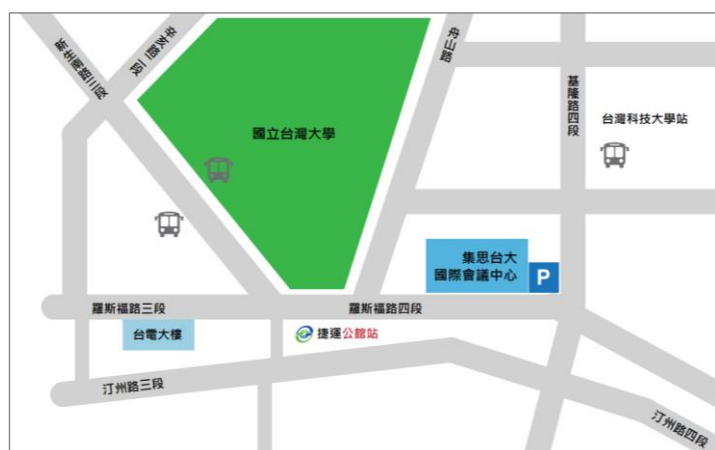 新生南路三段
辛亥路二段
舟山路
基隆路四段
國立台灣大學
台灣科技大學站
集思台大
國際會議中心
P
羅斯福路三段
羅斯福路四段
台電大樓
捷運公館站
汀州路三段
汀州路四段